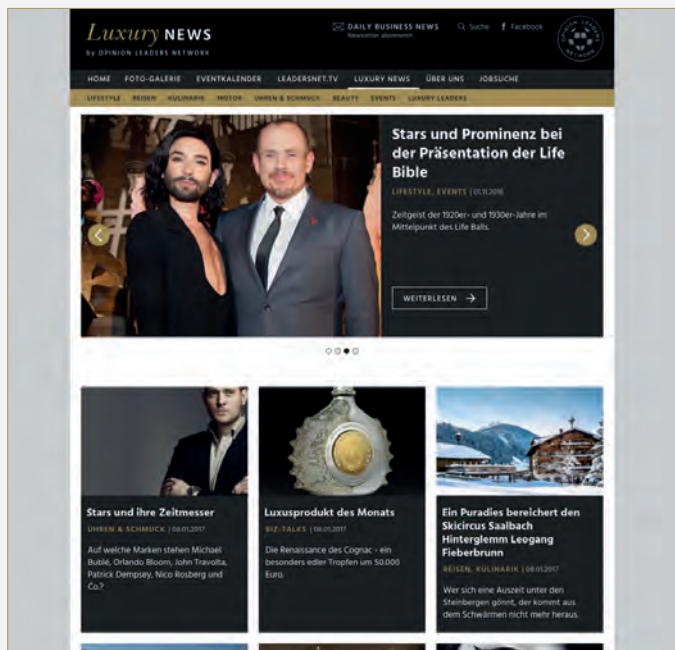 Luxury NEWS
by OPINION LEADERS NETWORK
DAILY BUSINESS NEWS
Newsletter abonnieren
Suche
Facebook
OPINION LEADERS NETWORK
HOME FOTO-GALERIE EVENTKALENDER LEADERSNET.TV LUXURY NEWS ÜBER UNS JOBSUCHE
LIFESTYLE REISEN KULINARIK MOTOR UHREN & SCHMUCK BEAUTY EVENTS LUXURY LEADERS
Stars und Prominenz bei
der Präsentation der Life
Bible
LIFESTYLE, EVENTS | 01.11.2016
Zeitgeist der 1920er- und 1930er-Jahre im
Mittelpunkt des Life Balls.
WEITERLESEN
Stars und ihre Zeitmesser
UHREN & SCHMUCK | 08.01.2017
Auf welche Marken stehen Michael
Bublé, Orlando Bloom, John Travolta,
Patrick Dempsey, Nico Rosberg und
Co.?
Luxusprodukt des Monats
BIZ-TALKS | 08.01.2017
Die Renaissance des Cognac - ein
besonders edler Tropfen um 50.000
Euro.
Ein Puradies bereichert den
Skicircus Saalbach
Hinterglemm Leogang
Fieberbrunn
REISEN, KULINARIK | 08.01.2017
Wer sich eine Auszeit unter den
Steinbergen gönnt, der kommt aus
dem Schwärmen nicht mehr heraus.